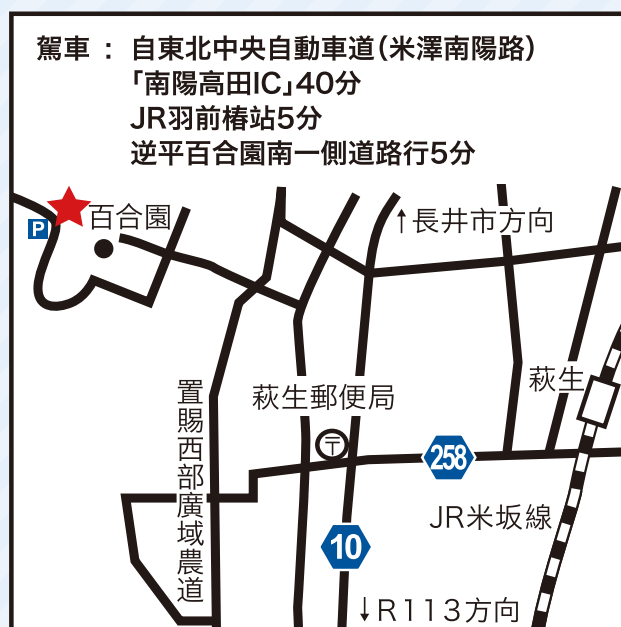 駕車 : 自東北中央自動車道(米澤南陽路)
「南陽高田IC」40分
JR羽前椿站5分
逆平百合園南一側道路行5分
P
百合園
↑長井市方向
萩生
置賜西部廣域農道
萩生郵便局
〒
258
JR米坂線
10
↓R113方向